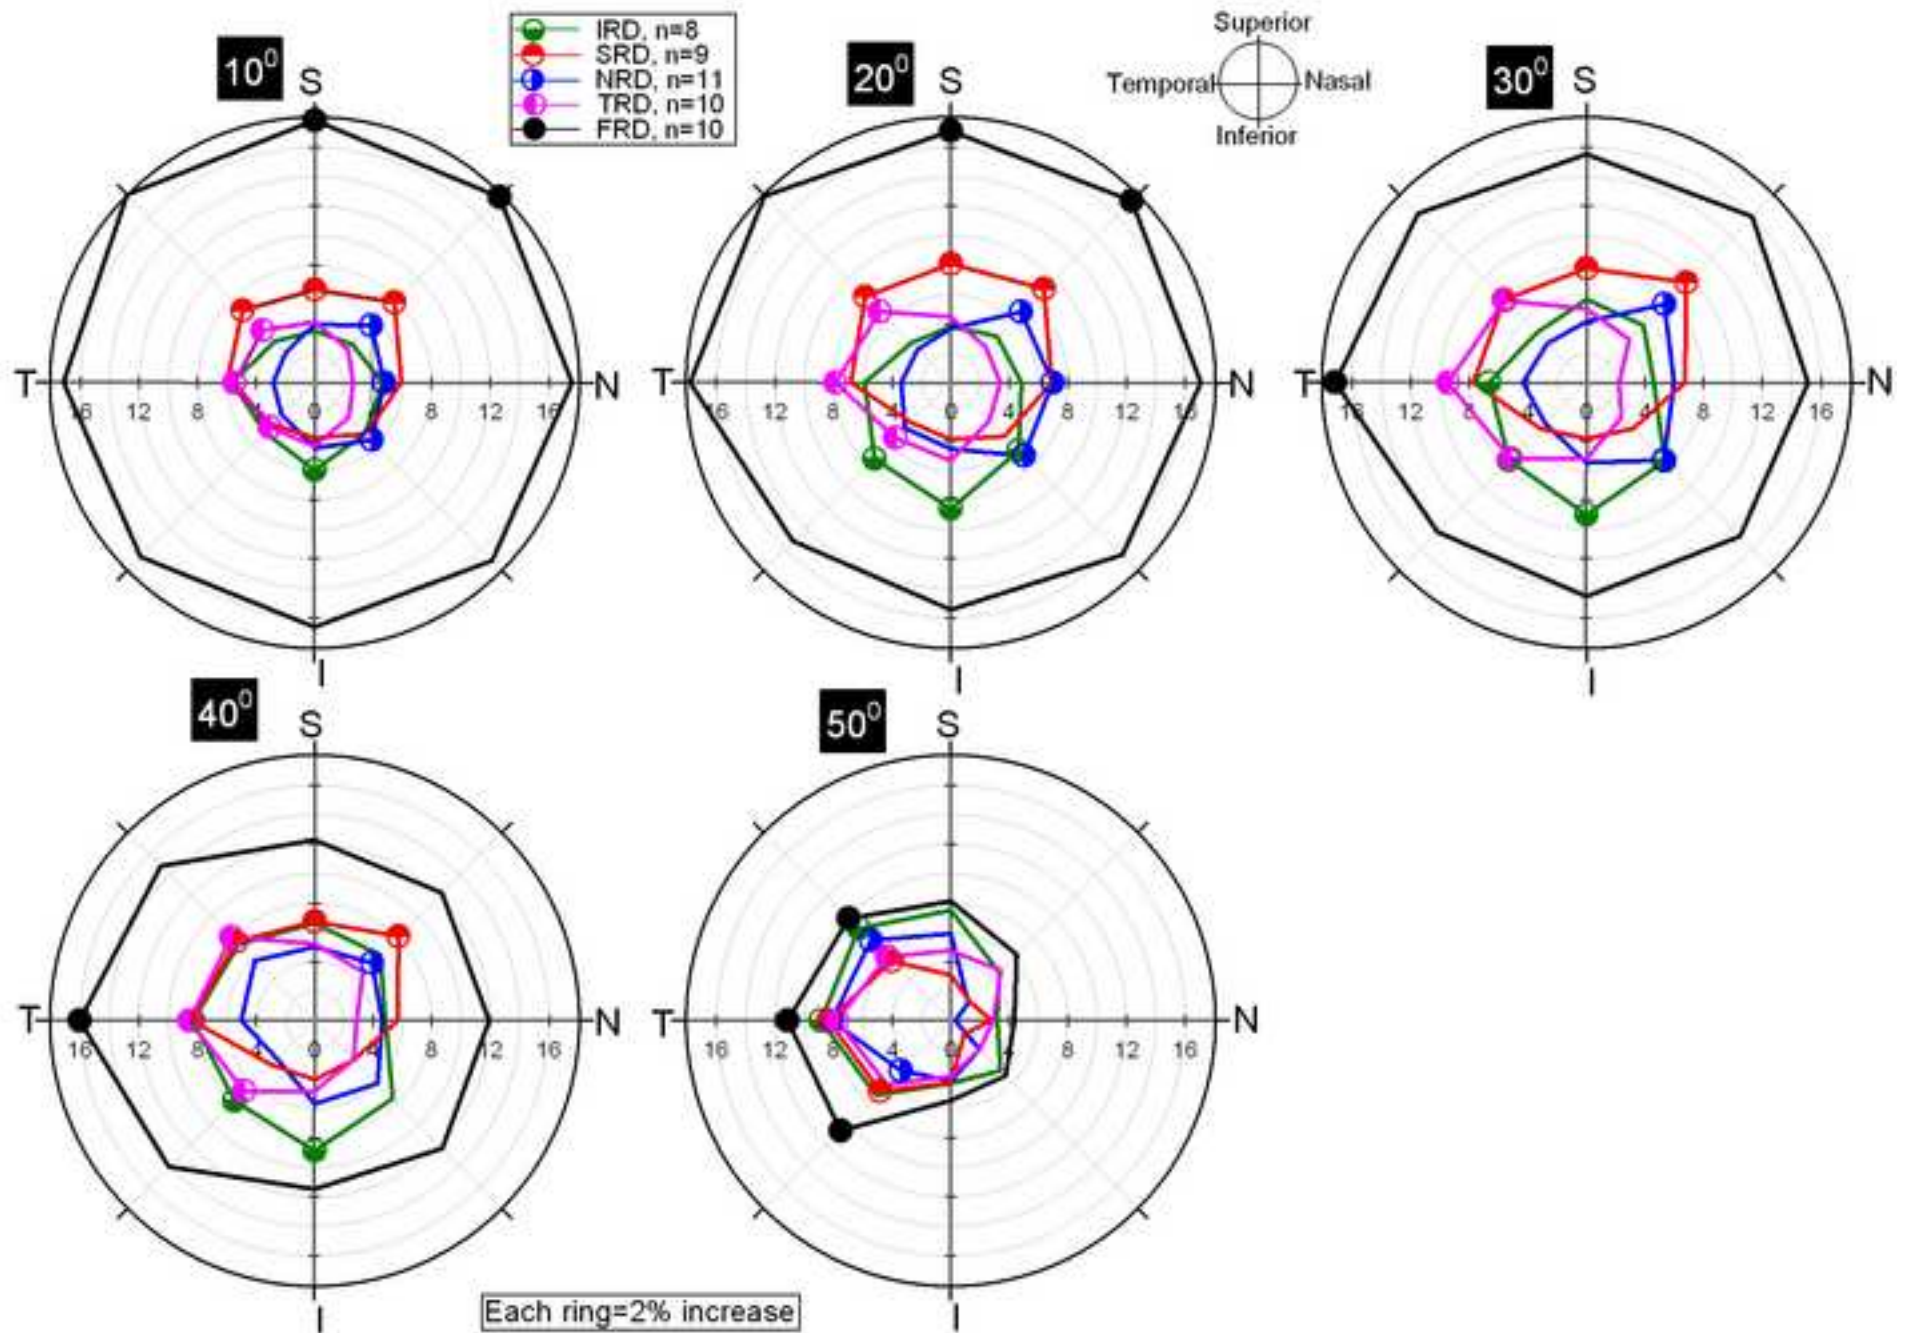 10⁰
S
IRD, n=8
SRD, n=9
NRD, n=11
TRD, n=10
FRD, n=10
20⁰
S
Superior
Temporal
Nasal
Inferior
30⁰
S
T
N
16 12 8 0 8 12 16
I
T
N
8 4 0 4 8 12
I
T
N
12 8 4 0 4 8 12 16
I
40⁰
S
50⁰
S
T
N
16 12 4 0 8 12 16
I
T
N
16 12 8 4 0 4 8 12 16
I
Each ring=2% increase